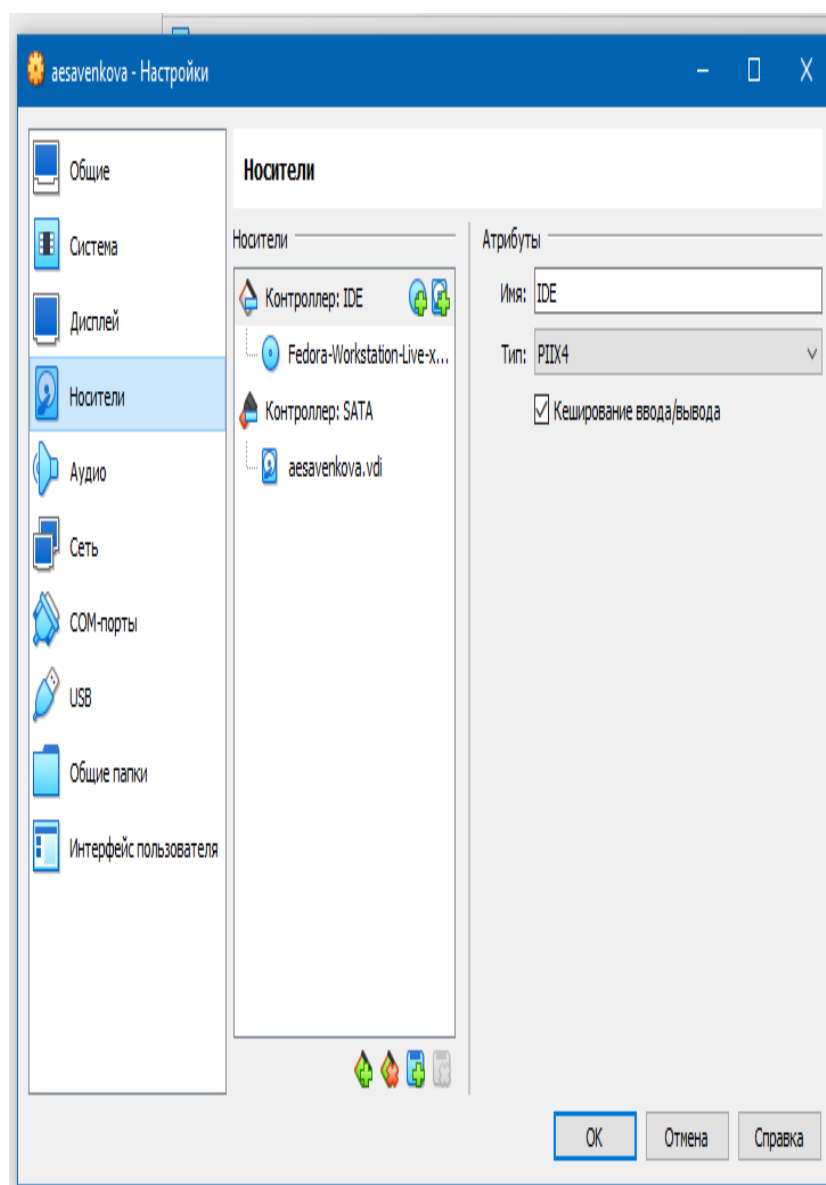 aesavenkova - Настройки
Общие
Система
Дисплей
Носители
Аудио
Сеть
COM-порты
USB
Общие папки
Интерфейс пользователя
Носители
Носители
Контроллер: IDE
Fedora-Workstation-Live-x...
Контроллер: SATA
aesavenkova.vdi
Атрибуты
Имя: IDE
Тип: PIIX4
Кеширование ввода/вывода
OK Отмена Справка